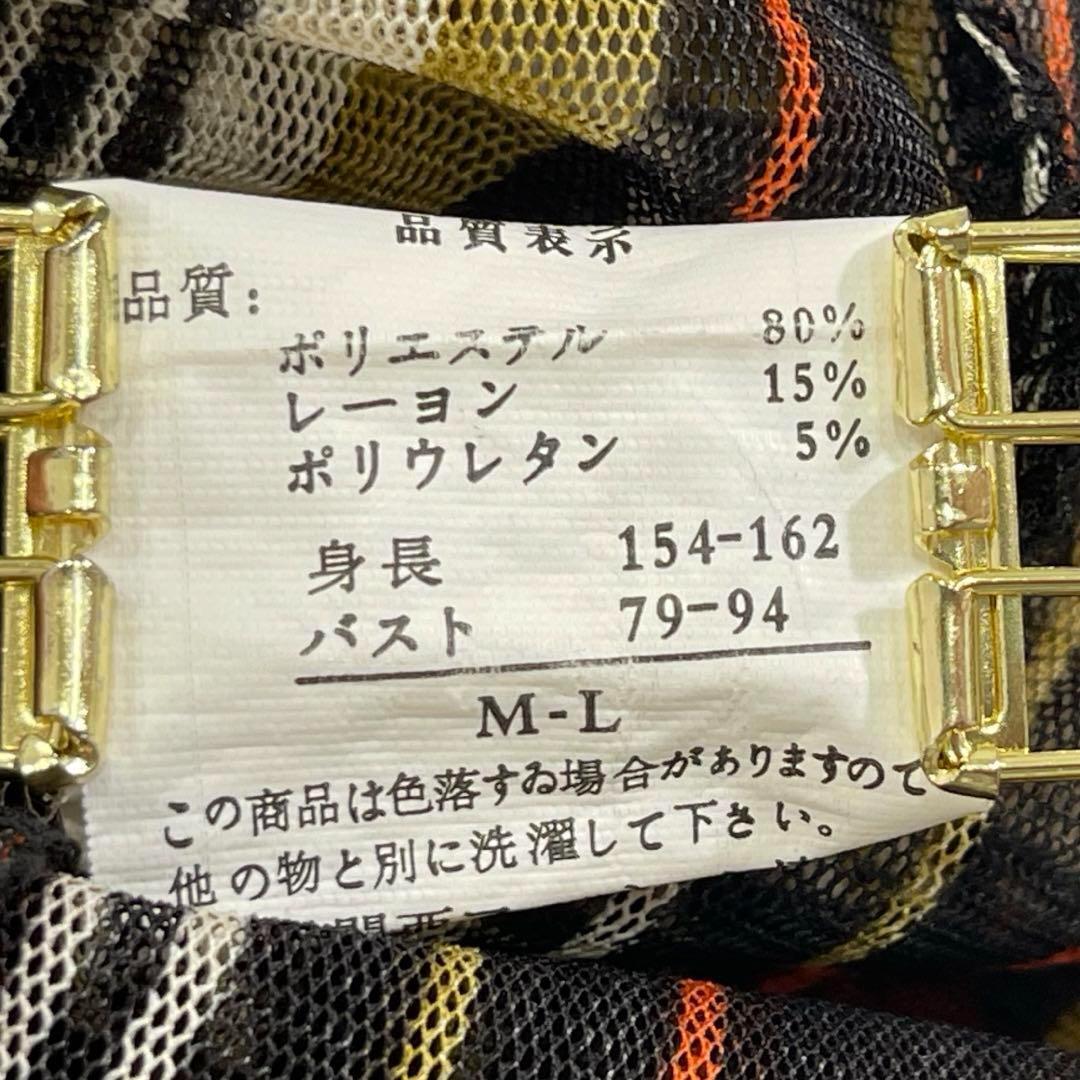 品質表示
品質:
ポリエステル 80%
レーヨン 15%
ポリウレタン 5%
身長 154-162
バスト 79-94
M-L
この商品は色落すゐ場合がありますので
他の物と別に洗濯して下さい。